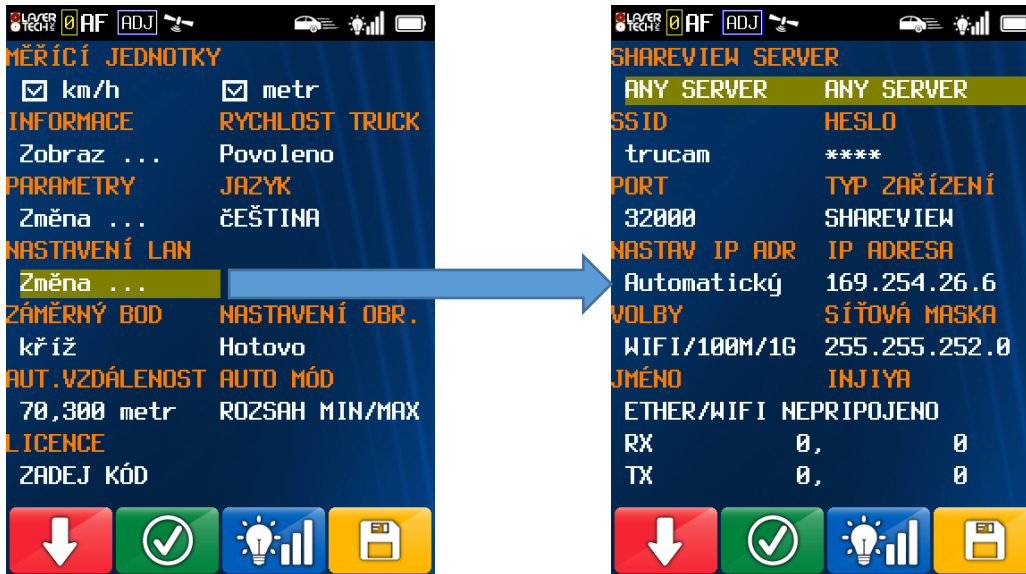 LASER TECH 0 AF ADJ
MĚŘÍCÍ JEDNOTKY
km/h metr
INFORMACE RYCHLOST TRUCK
Zobraz ... Povoleno
PARAMETRY JAZYK
Změna ... čEŠTINA
NASTAVENÍ LAN
Změna ...
ZÁMĚRNÝ BOD NASTAVENÍ OBR.
kříž Hotovo
AUT.VZDÁLENOST AUTO MÓD
70,300 metr ROZSAH MIN/MAX
LICENCE
ZADEJ KÓD
LASER TECH 0 AF ADJ
SHAREVIEW SERVER
ANY SERVER ANY SERVER
SSID HESLO
trucam ****
PORT TYP ZAŘÍZENÍ
32000 SHAREVIEW
NASTAV IP ADR IP ADRESA
Automatický 169.254.26.6
VOLBY SÍŤOVÁ MASKA
WIFI/100M/1G 255.255.252.0
JMÉNO INJIYA
ETHER/WIFI NEPRIPOJENO
RX 0, 0
TX 0, 0